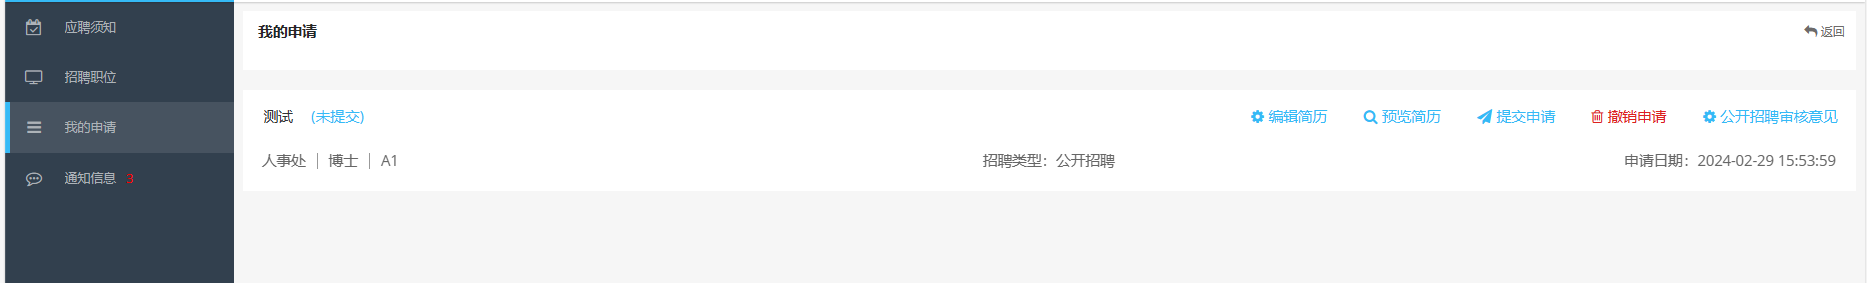 应聘须知
招聘职位
我的申请
通知信息 3
我的申请
返回
测试 (未提交) 编辑简历 预览简历 提交申请 撤销申请 公开招聘审核意见
人事处 | 博士 | A1 招聘类型：公开招聘 申请日期：2024-02-29 15:53:59